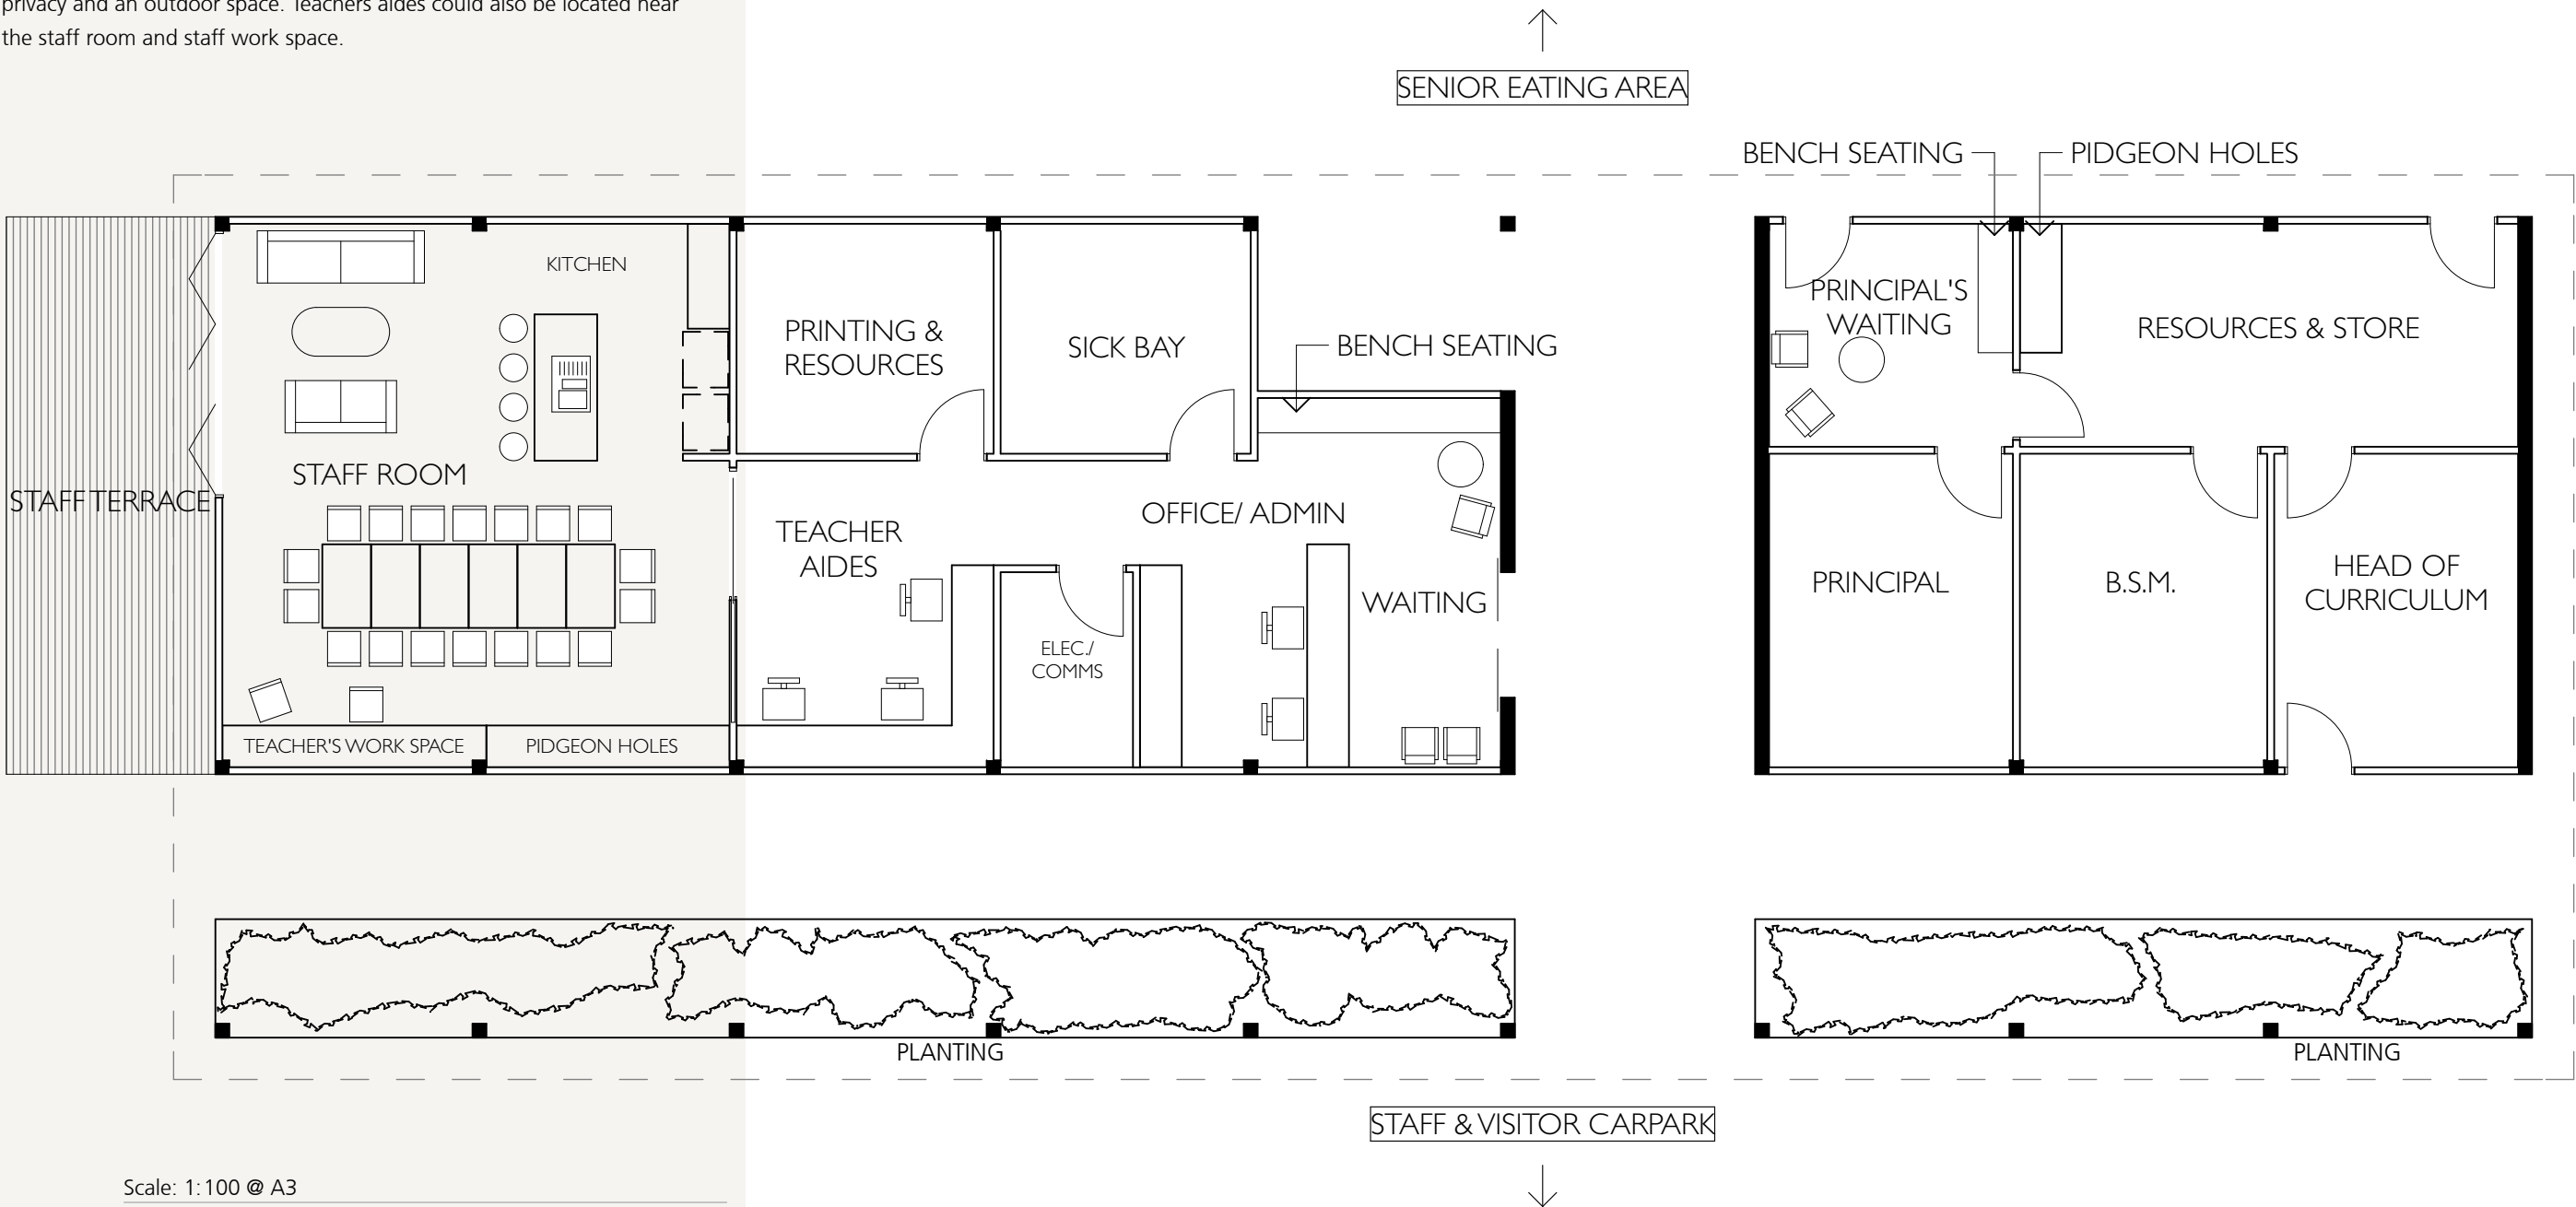 privacy and an outdoor space. Teachers aides could also be located near
the staff room and staff work space.
SENIOR EATING AREA
BENCH SEATING
PIDGEON HOLES
KITCHEN
PRINTING &
RESOURCES
SICK BAY
BENCH SEATING
PRINCIPAL'S
WAITING
RESOURCES & STORE
STAFF TERRACE
STAFF ROOM
TEACHER
AIDES
OFFICE/ ADMIN
WAITING
ELEC./
COMMS
PRINCIPAL
B.S.M.
HEAD OF
CURRICULUM
TEACHER'S WORK SPACE
PIDGEON HOLES
PLANTING
PLANTING
STAFF & VISITOR CARPARK
Scale: 1:100 @ A3